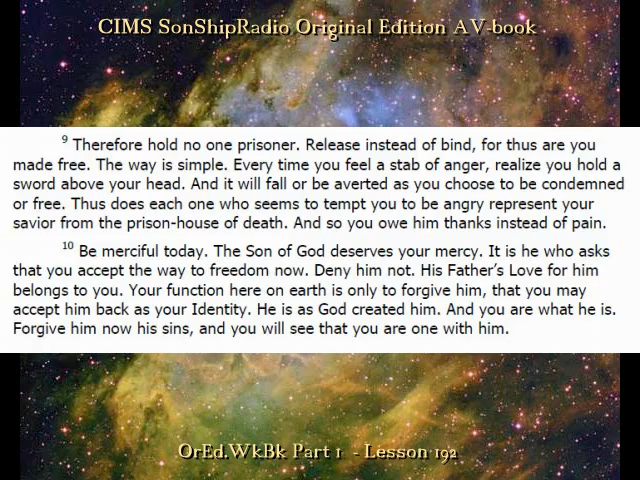 CIMS SonShipRadio Original Edition AV-book
9 Therefore hold no one prisoner. Release instead of bind, for thus are you
made free. The way is simple. Every time you feel a stab of anger, realize you hold a
sword above your head. And it will fall or be averted as you choose to be condemned
or free. Thus does each one who seems to tempt you to be angry represent your
savior from the prison-house of death. And so you owe him thanks instead of pain.
10 Be merciful today. The Son of God deserves your mercy. It is he who asks
that you accept the way to freedom now. Deny him not. His Father’s Love for him
belongs to you. Your function here on earth is only to forgive him, that you may
accept him back as your Identity. He is as God created him. And you are what he is.
Forgive him now his sins, and you will see that you are one with him.
OrEd.WkBk Part 1 - Lesson 192